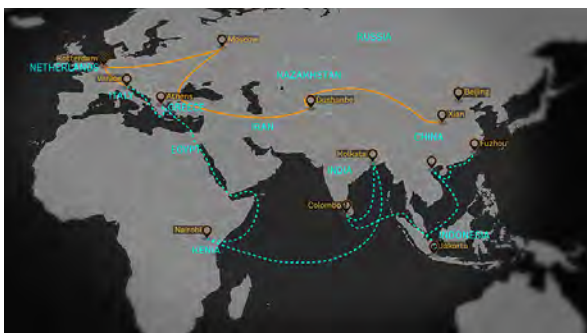 RUSSIA
Moscow
Rotterdam
NETHERLANDS
KAZAKHSTAN
Venice
ITALY
Athens
GREECE
Dushanbe
Beijing
Xian
IRAN
CHINA
Fuzhou
EGYPT
Kolkata
INDIA
Colombo
Nairobi
KENYA
INDONESIA
Jakarta